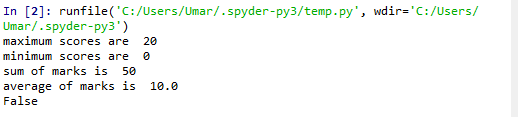 In [2]: runfile('C:/Users/Umar/.spyder-py3/temp.py', wdir='C:/Users/
Umar/.spyder-py3')
maximum scores are  20
minimum scores are  0
sum of marks is  50
average of marks is  10.0
False